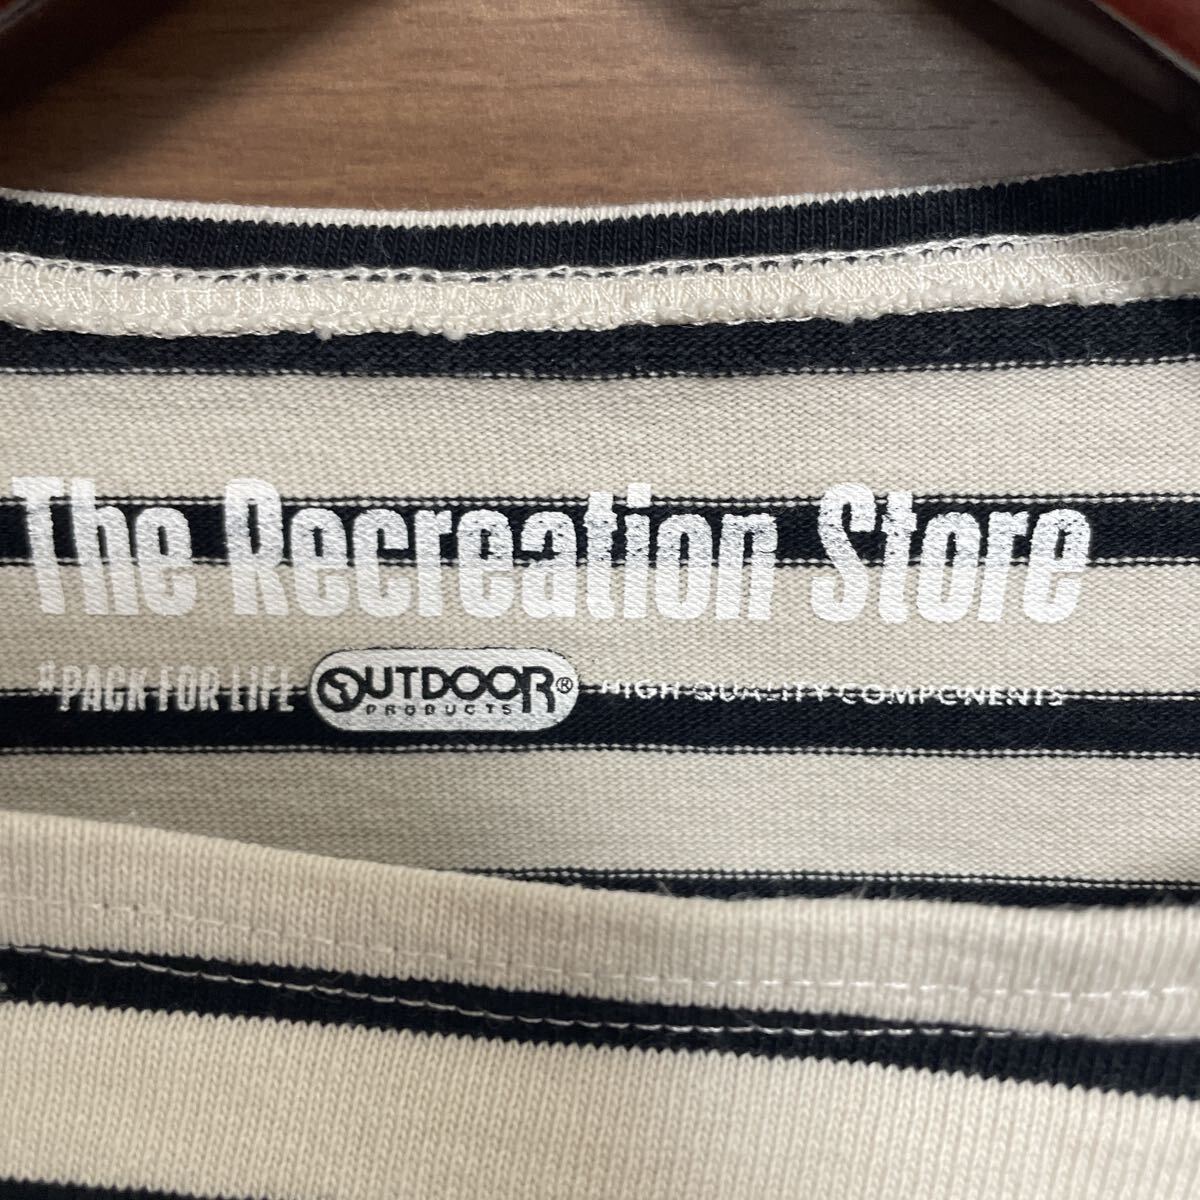 The Recreation Store
#PACK FOR LIFE OUTDOOR® HIGH QUALITY COMPONENTS
PRODUCTS